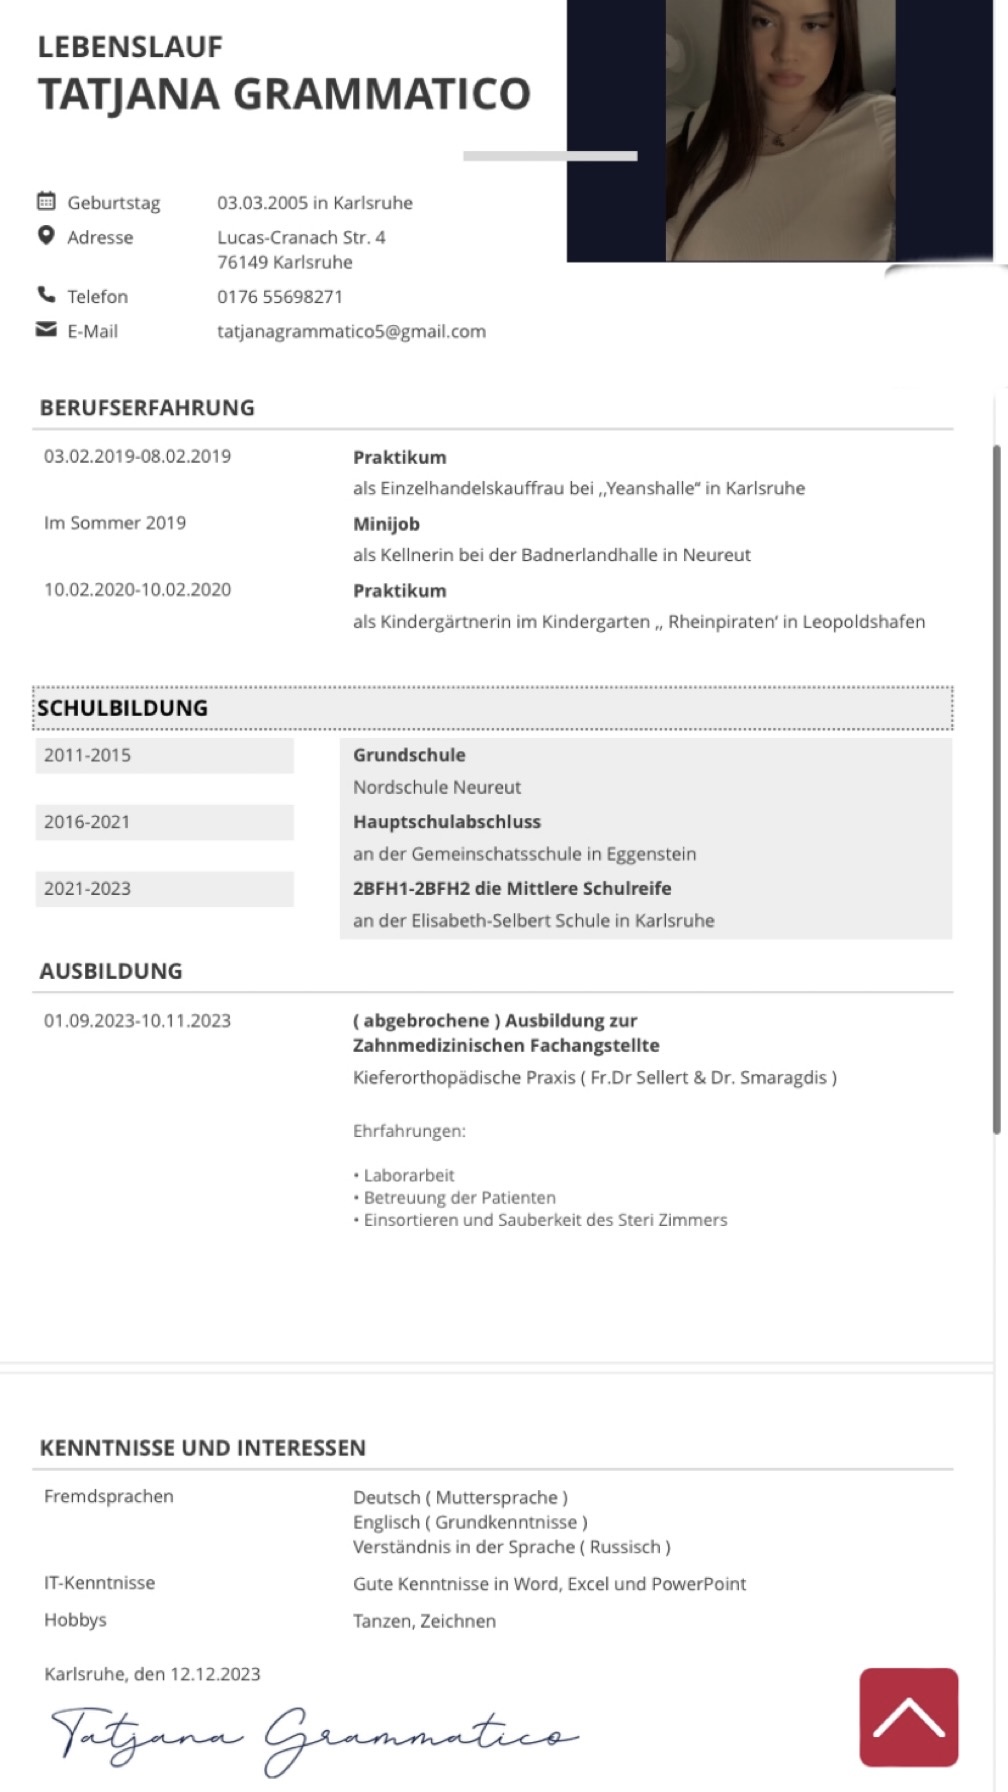 LEBENSLAUF
TATJANA GRAMMATICO
Geburtstag 03.03.2005 in Karlsruhe
Adresse Lucas-Cranach Str. 4
76149 Karlsruhe
Telefon 0176 55698271
E-Mail tatjanagrammatico5@gmail.com
BERUFSERFAHRUNG
03.02.2019-08.02.2019 Praktikum
als Einzelhandelskauffrau bei ,,Yeanshalle“ in Karlsruhe
Im Sommer 2019 Minijob
als Kellnerin bei der Badnerlandhalle in Neureut
10.02.2020-10.02.2020 Praktikum
als Kindergärtnerin im Kindergarten ,, Rheinpiraten‘ in Leopoldshafen
SCHULBILDUNG
2011-2015 Grundschule
Nordschule Neureut
2016-2021 Hauptschulabschluss
an der Gemeinschatsschule in Eggenstein
2021-2023 2BFH1-2BFH2 die Mittlere Schulreife
an der Elisabeth-Selbert Schule in Karlsruhe
AUSBILDUNG
01.09.2023-10.11.2023 ( abgebrochene ) Ausbildung zur
Zahnmedizinischen Fachangstellte
Kieferorthopädische Praxis ( Fr.Dr Sellert & Dr. Smaragdis )
Ehrfahrungen:
• Laborarbeit
• Betreuung der Patienten
• Einsortieren und Sauberkeit des Steri Zimmers
KENNTNISSE UND INTERESSEN
Fremdsprachen Deutsch ( Muttersprache )
Englisch ( Grundkenntnisse )
Verständnis in der Sprache ( Russisch )
IT-Kenntnisse Gute Kenntnisse in Word, Excel und PowerPoint
Hobbys Tanzen, Zeichnen
Karlsruhe, den 12.12.2023
Tatjana Grammatico